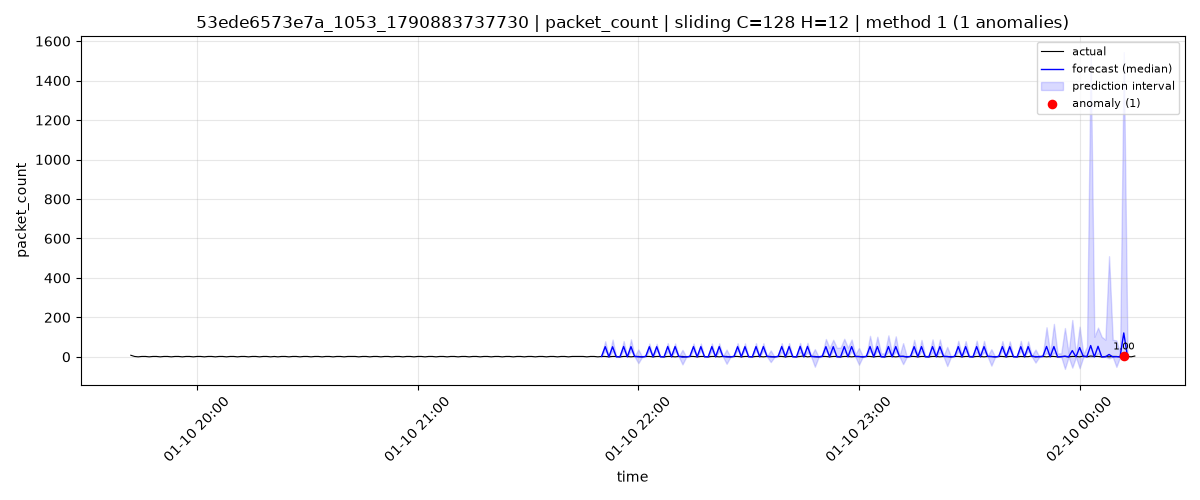 53ede6573e7a_1053_1790883737730 | packet_count | sliding C=128 H=12 | method 1 (1 anomalies)
packet_count
1600
1400
1200
1000
800
600
400
200
0
actual
forecast (median)
prediction interval
anomaly (1)
1.00
01-10 20:00
01-10 21:00
01-10 22:00
01-10 23:00
02-10 00:00
time